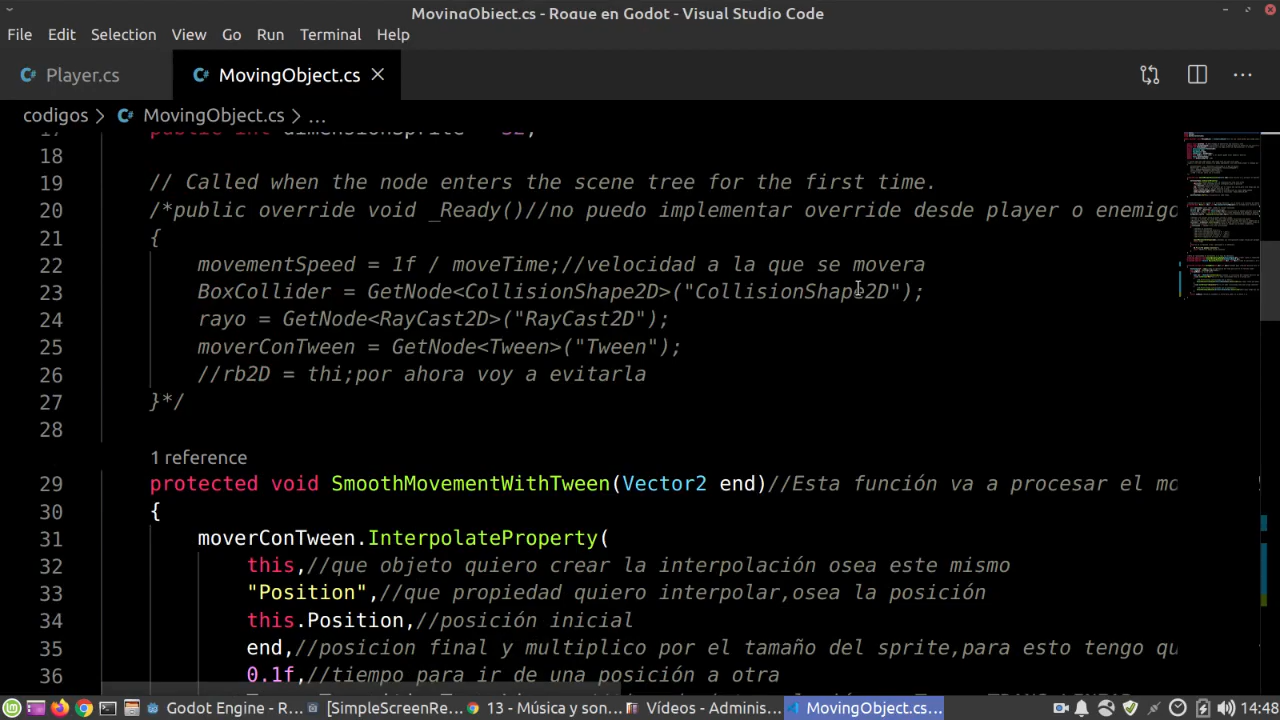 MovingObject.cs - Rogue en Godot - Visual Studio Code
File Edit Selection View Go Run Terminal Help
Player.cs MovingObject.cs
codigos > MovingObject.cs > ...
17 public int dimensionSprite = 32;
18
19 // Called when the node enters the scene tree for the first time.
20 /*public override void _Ready()//no puedo implementar override desde player o enemigo
21 {
22 movementSpeed = 1f / moveTime;//velocidad a la que se movera
23 BoxCollider = GetNode<CollisionShape2D>("CollisionShape2D");
24 rayo = GetNode<RayCast2D>("RayCast2D");
25 moverConTween = GetNode<Tween>("Tween");
26 //rb2D = thi;por ahora voy a evitarla
27 }*/
28
1 reference
29 protected void SmoothMovementWithTween(Vector2 end)//Esta función va a procesar el mo
30 {
31 moverConTween.InterpolateProperty(
32 this,//que objeto quiero crear la interpolación osea este mismo
33 "Position",//que propiedad quiero interpolar,osea la posición
34 this.Position,//posición inicial
35 end,//posicion final y multiplico por el tamaño del sprite,para esto tengo qu
36 0.1f,//tiempo para ir de una posición a otra
Godot Engine - R... [SimpleScreenRe... 13 - Música y son... Vídeos - Adminis... MovingObject.cs... 14:48